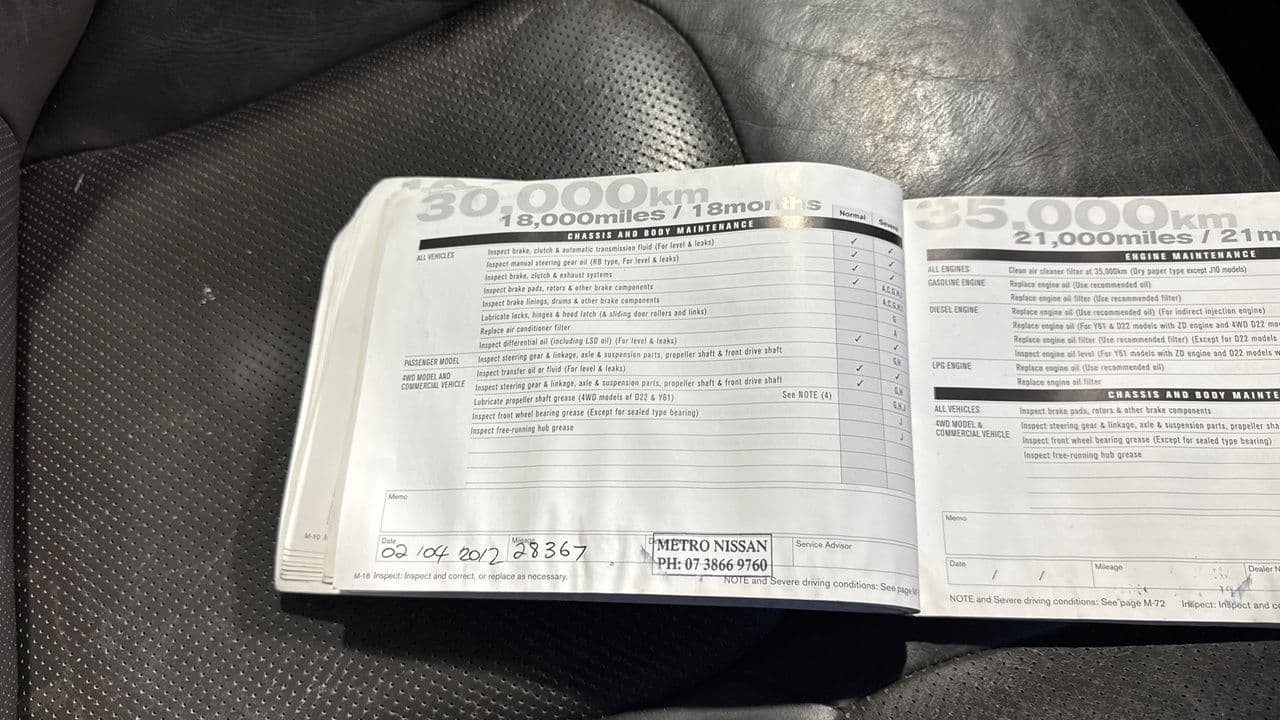 30,000km
18,000miles / 18months
Normal Severe
CHASSIS AND BODY MAINTENANCE
ALL VEHICLES Inspect brake, clutch & automatic transmission fluid (For level & leaks) ✓ ✓
Inspect manual steering gear oil (RB type, For level & leaks) ✓ ✓
Inspect brake, clutch & exhaust systems ✓ ✓
Inspect brake pads, rotors & other brake components ✓ A,C,G,H,I
Inspect brake linings, drums & other brake components A,C,G,H,I
Lubricate locks, hinges & hood latch (& sliding door rollers and links) G
Replace air conditioner filter A
Inspect differential oil (including LSD oil) (For level & leaks) ✓ ✓
PASSENGER MODEL Inspect steering gear & linkage, axle & suspension parts, propeller shaft & front drive shaft G,H
4WD MODEL AND COMMERCIAL VEHICLE Inspect transfer oil or fluid (For level & leaks) ✓ ✓
Inspect steering gear & linkage, axle & suspension parts, propeller shaft & front drive shaft ✓ G,H
Lubricate propeller shaft grease (4WD models of D22 & Y61) See NOTE (4) G,H,J
Inspect front wheel bearing grease (Except for sealed type bearing) J
Inspect free-running hub grease J
Memo
Date 02/04 2012 Mileage 28367
METRO NISSAN
PH: 07 3866 9760
Service Advisor
M-16 Inspect: Inspect and correct, or replace as necessary.
NOTE and Severe driving conditions: See page M-
M-10
35,000km
21,000miles / 21m
ENGINE MAINTENANCE
ALL ENGINES Clean air cleaner filter at 35,000km (Dry paper type except J10 models)
GASOLINE ENGINE Replace engine oil (Use recommended oil)
Replace engine oil filter (Use recommended filter)
DIESEL ENGINE Replace engine oil (Use recommended oil) (For indirect injection engine)
Replace engine oil (For Y61 & D22 models with ZD engine and 4WD D22 mo
Replace engine oil filter (Use recommended filter) (Except for D22 models
Inspect engine oil level (For Y61 models with ZD engine and D22 models w
LPG ENGINE Replace engine oil (Use recommended oil)
Replace engine oil filter
CHASSIS AND BODY MAINTE
ALL VEHICLES Inspect brake pads, rotors & other brake components
4WD MODEL & COMMERCIAL VEHICLE Inspect steering gear & linkage, axle & suspension parts, propeller sha
Inspect front wheel bearing grease (Except for sealed type bearing)
Inspect free-running hub grease
Memo
Date / / Mileage Dealer N
NOTE and Severe driving conditions: See page M-72 Inspect: Inspect and co